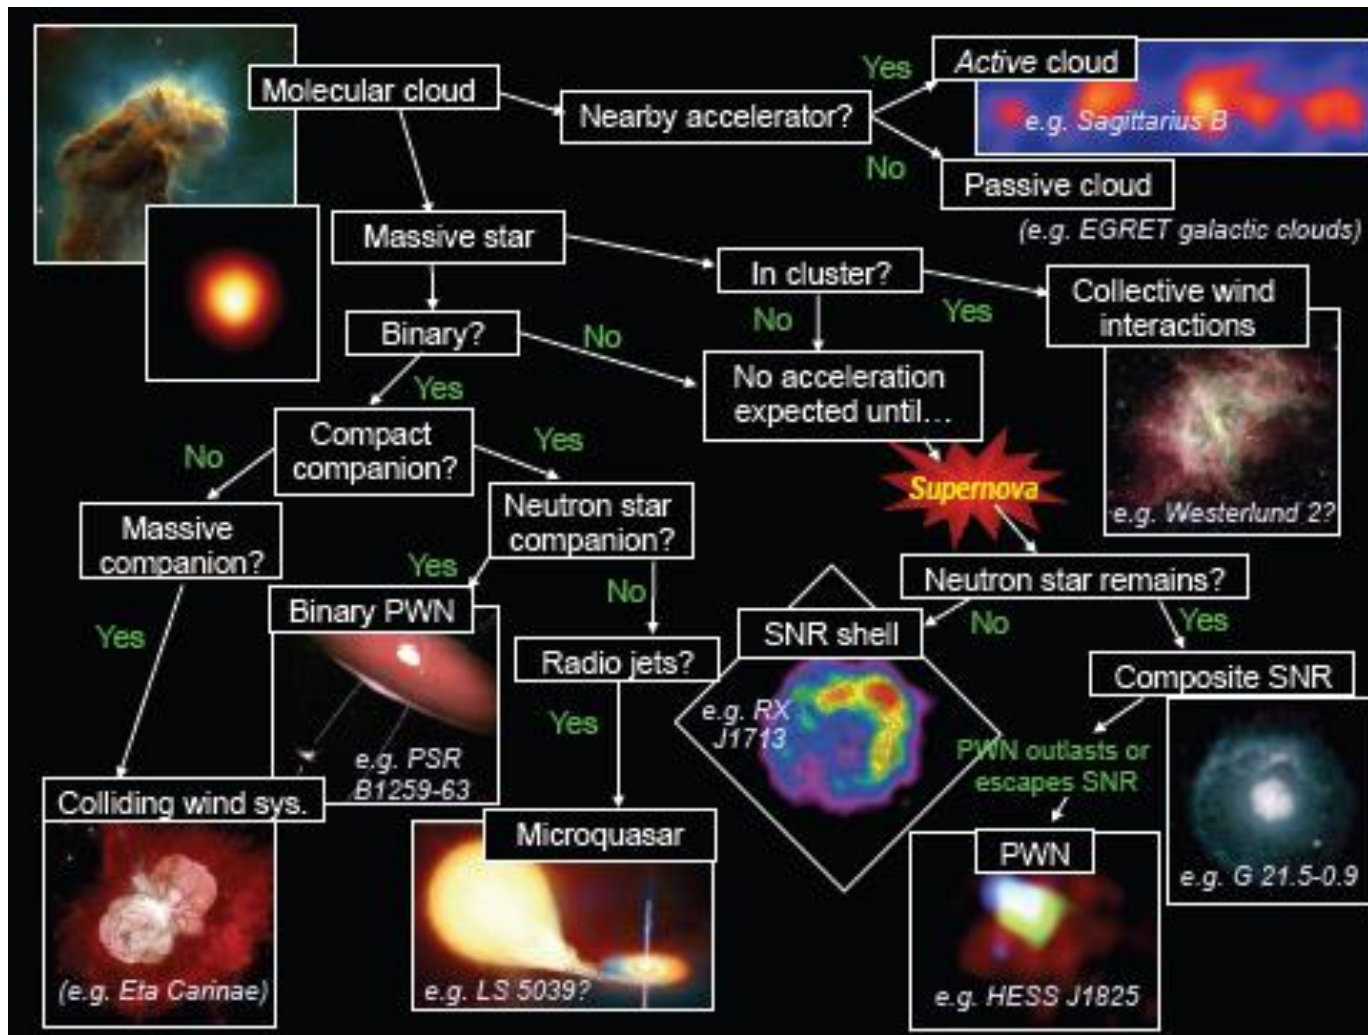 Molecular cloud
Nearby accelerator?
Yes
Active cloud
e.g. Sagittarius B
No
Passive cloud
(e.g. EGRET galactic clouds)
Massive star
In cluster?
Yes
Collective wind
interactions
e.g. Westerlund 2?
No
Binary?
No
No acceleration
expected until…
Supernova
Yes
Compact
companion?
No
Yes
Massive
companion?
Neutron star
companion?
Yes
Yes
No
Binary PWN
e.g. PSR
B1259-63
Radio jets?
Yes
Colliding wind sys.
(e.g. Eta Carinae)
Microquasar
e.g. LS 5039?
Neutron star remains?
No
Yes
SNR shell
e.g. RX
J1713
Composite SNR
e.g. G 21.5-0.9
PWN outlasts or
escapes SNR
PWN
e.g. HESS J1825